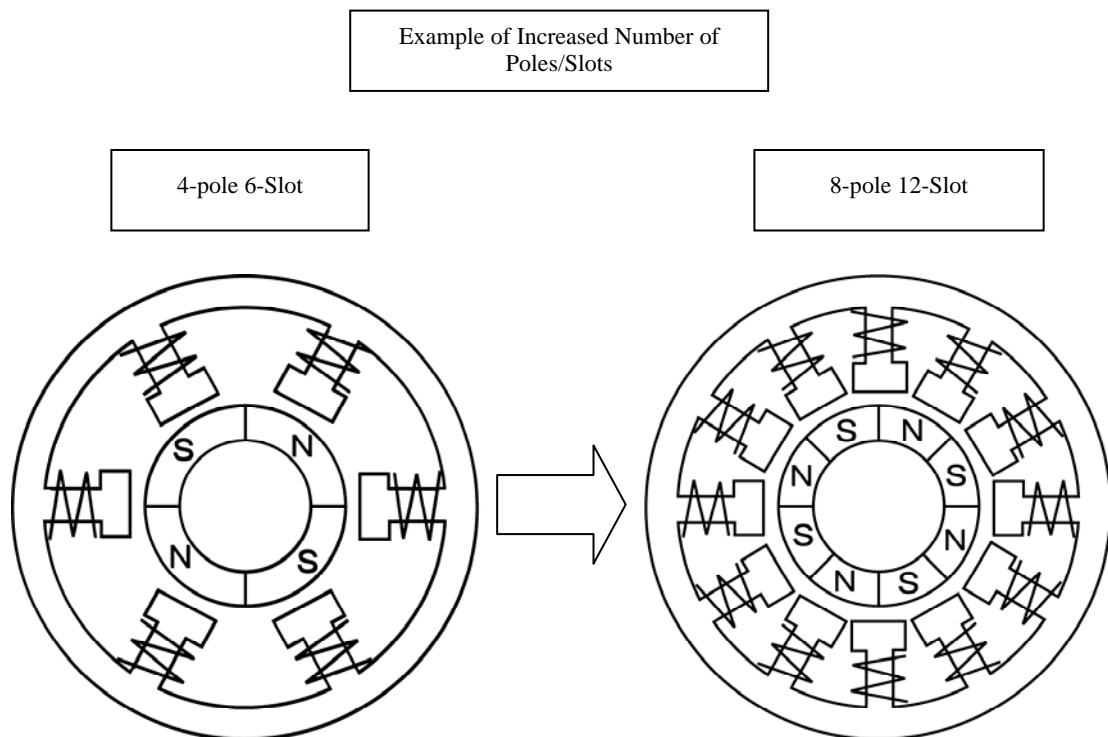 Example of Increased Number of
Poles/Slots
4-pole 6-Slot
8-pole 12-Slot
S N
N S
S N
N S
S N
N S